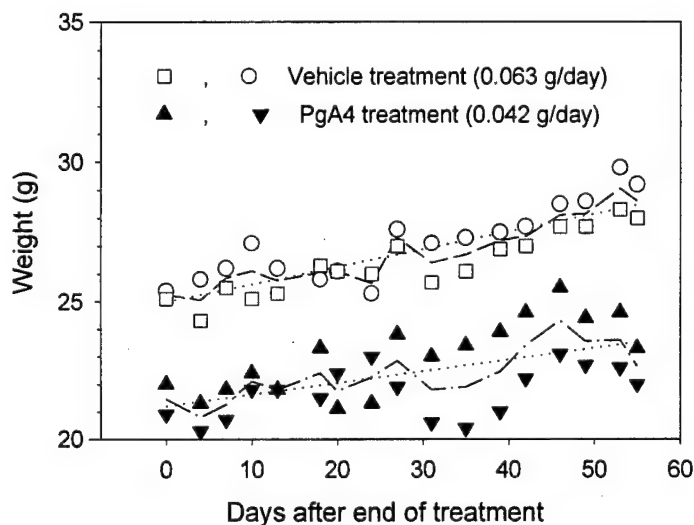 35
30
25
20
Weight (g)
, Vehicle treatment (0.063 g/day)
, PgA4 treatment (0.042 g/day)
0 10 20 30 40 50 60
Days after end of treatment